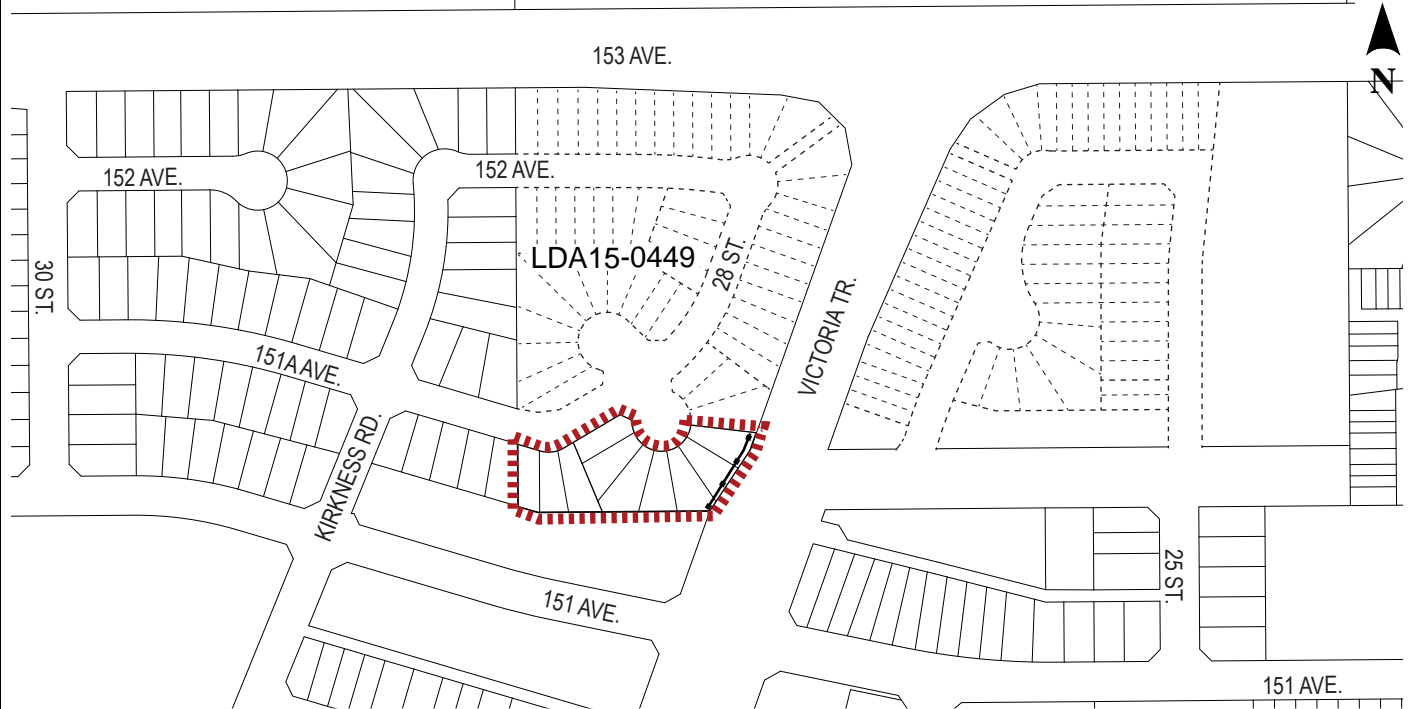 153 AVE.
N
152 AVE.
152 AVE.
LDA15-0449
28 ST.
30 ST.
VICTORIA TR.
151A AVE.
KIRKNESS RD.
25 ST.
151 AVE.
151 AVE.